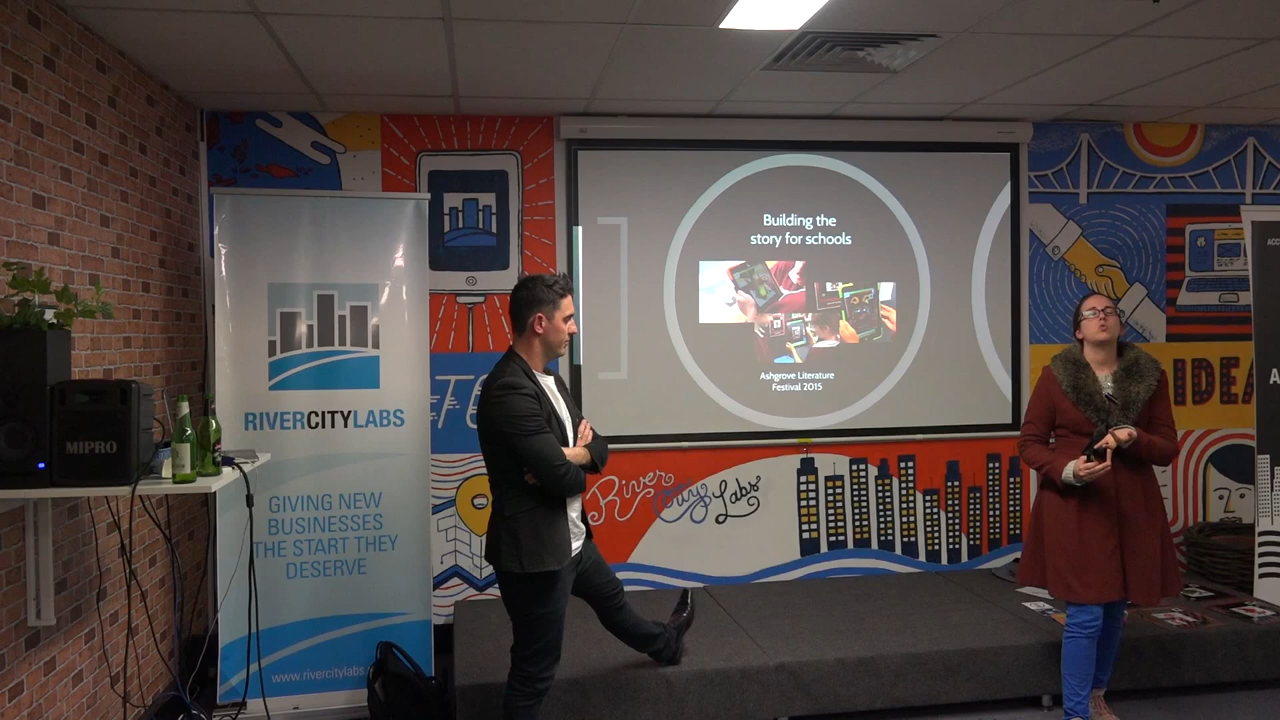 RIVERCITYLABS
GIVING NEW
BUSINESSES
THE START THEY
DESERVE
www.rivercitylabs.
MIPRO
Building the
story for schools
Ashgrove Literature
Festival 2015
River City Labs
IDEA